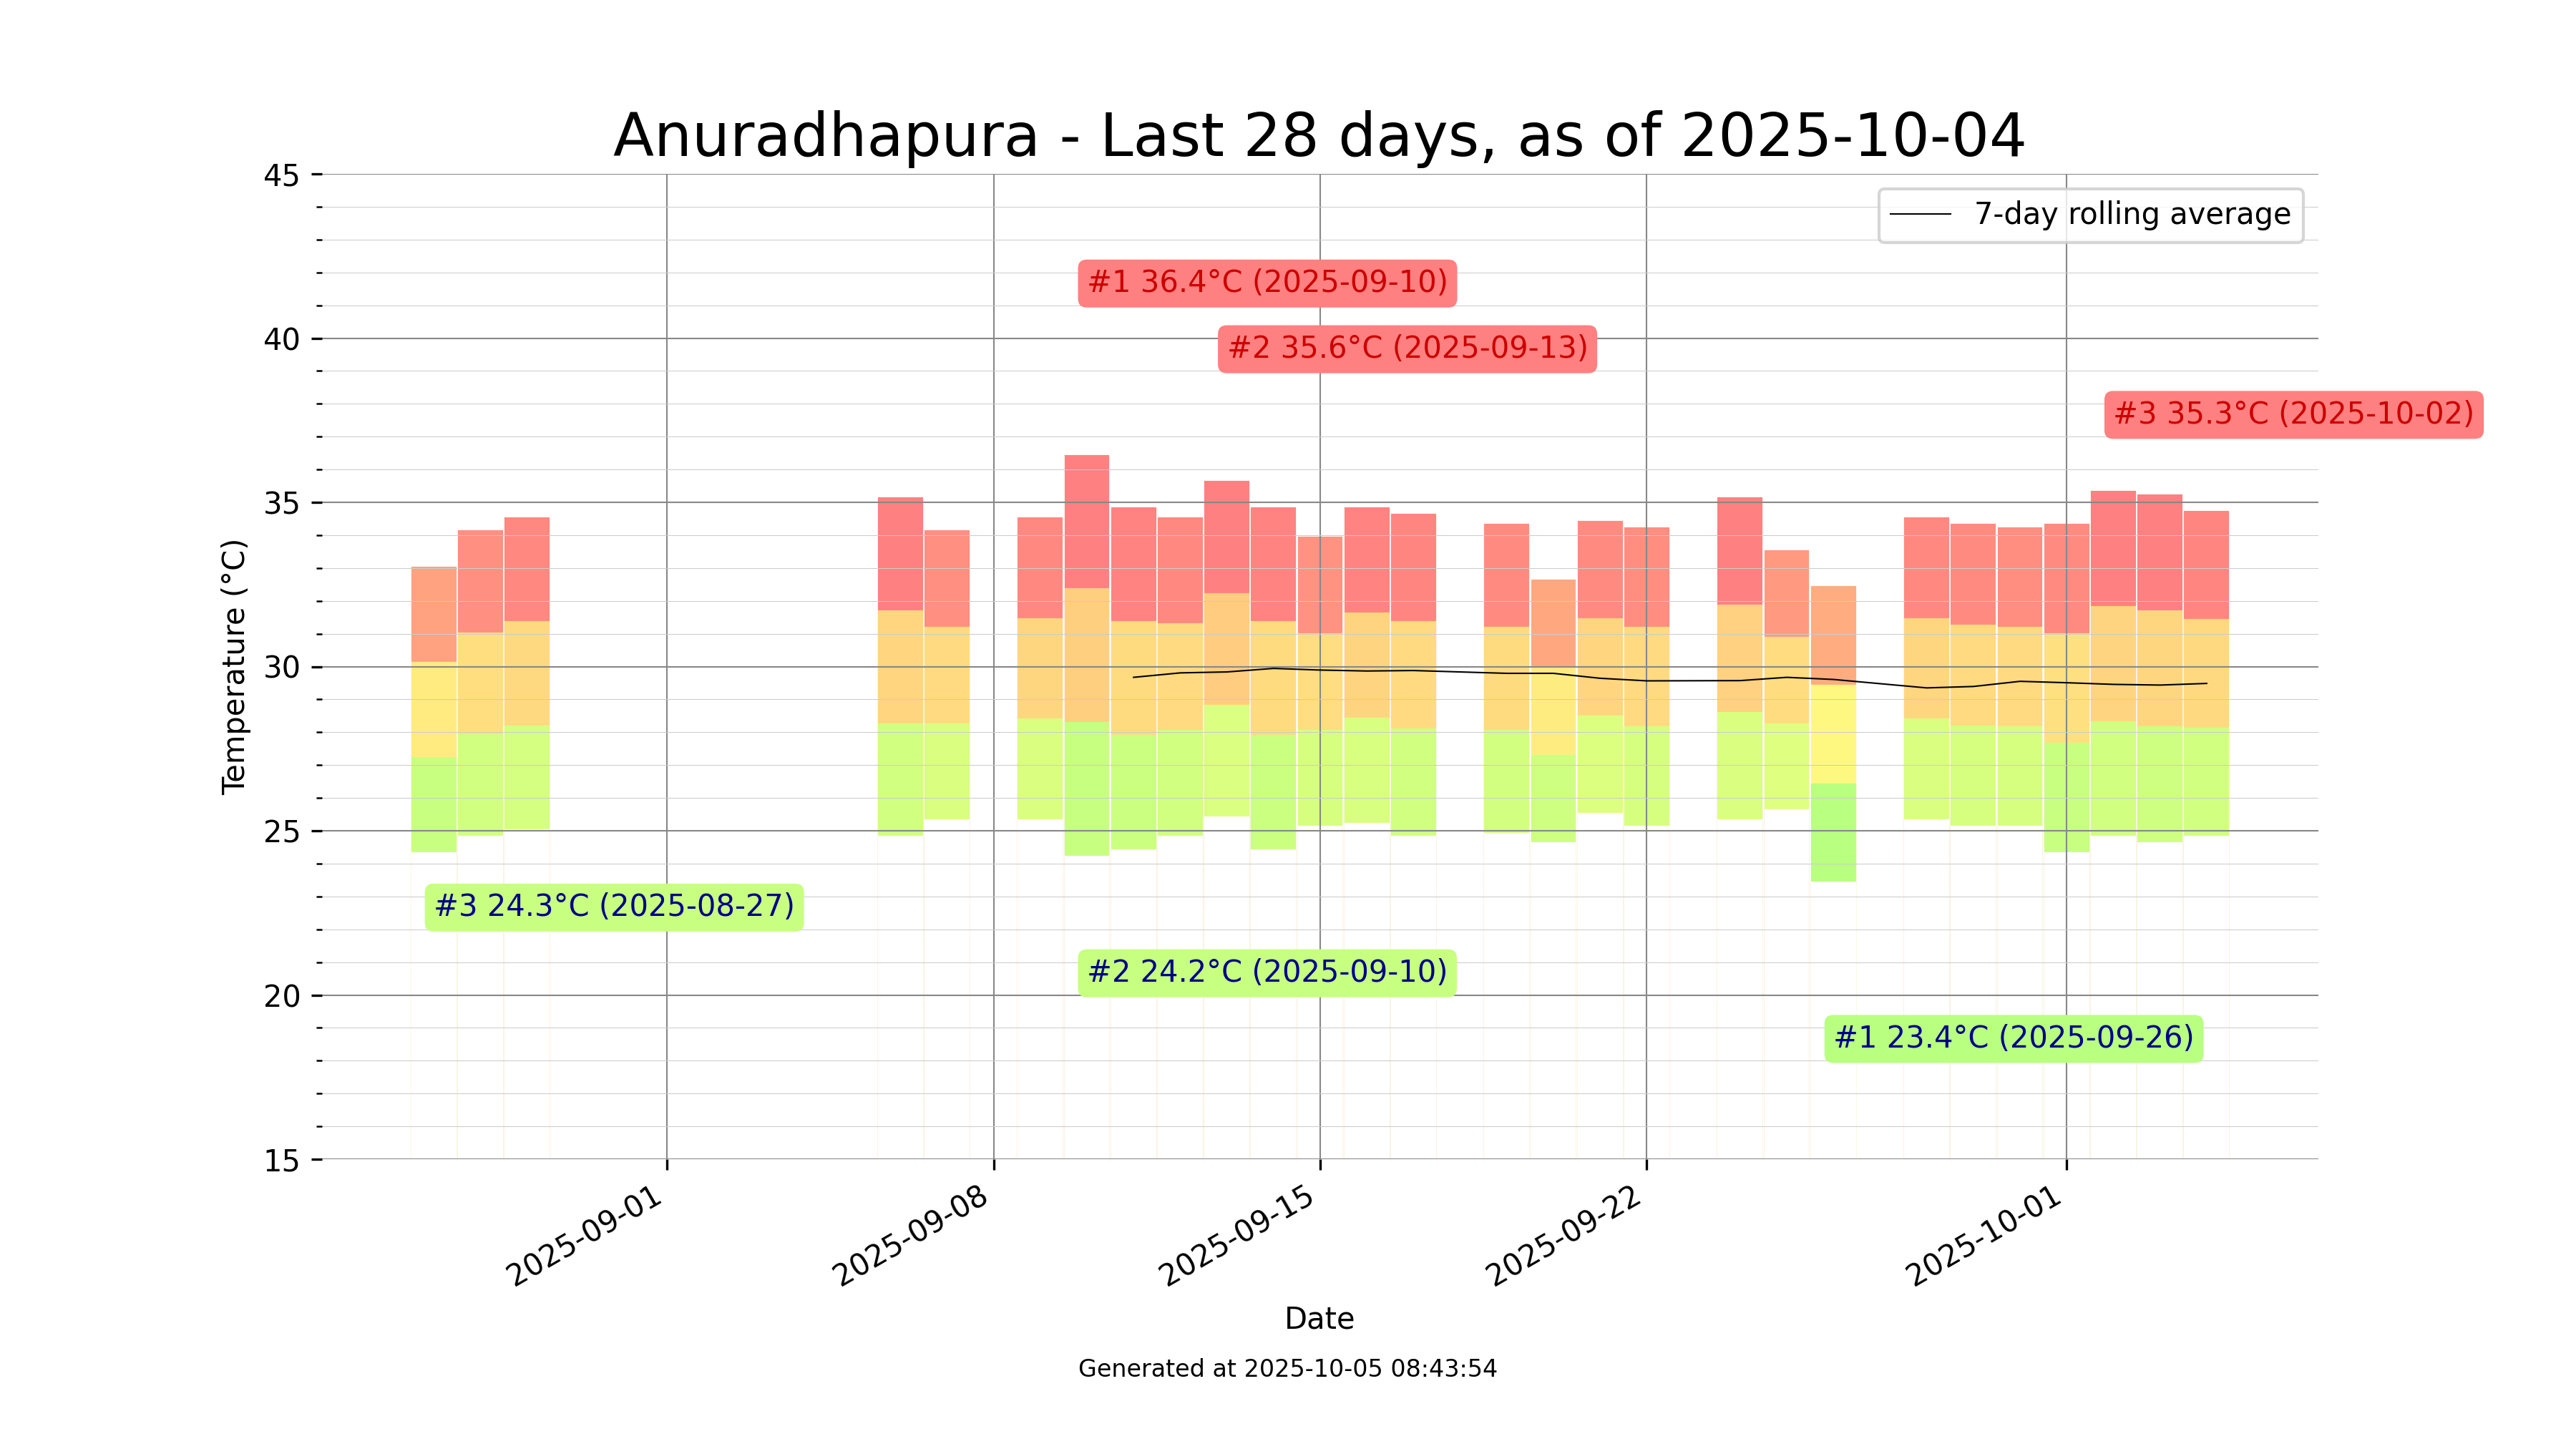 Anuradhapura - Last 28 days, as of 2025-10-04
7-day rolling average
#1 36.4°C (2025-09-10)
#2 35.6°C (2025-09-13)
#3 35.3°C (2025-10-02)
#3 24.3°C (2025-08-27)
#2 24.2°C (2025-09-10)
#1 23.4°C (2025-09-26)
Temperature (°C)
45
40
35
30
25
20
15
2025-09-01
2025-09-08
2025-09-15
2025-09-22
2025-10-01
Date
Generated at 2025-10-05 08:43:54